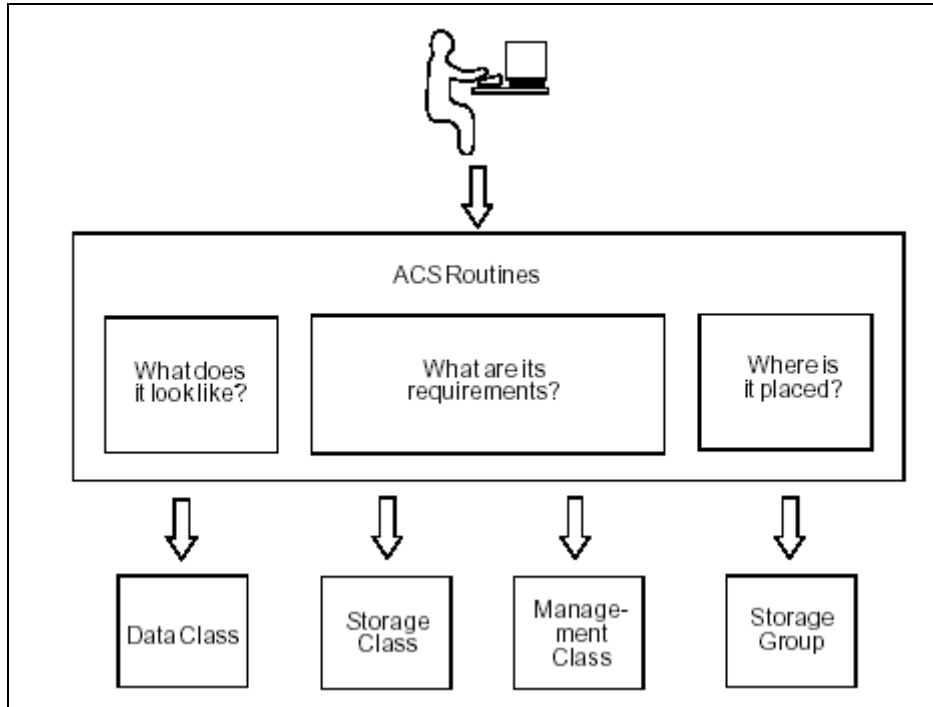 ACS Routines
What does
it look like?
What are its
requirements?
Where is
it placed?
Data Class
Storage
Class
Manage-
ment
Class
Storage
Group